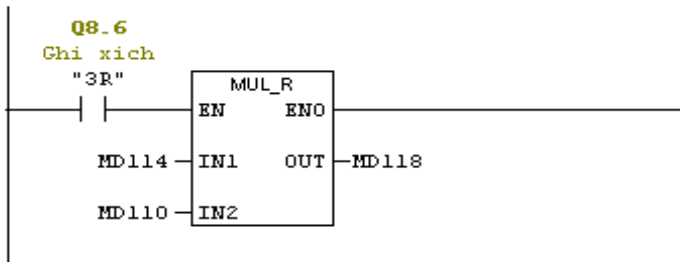 Q8.6
Ghi xich
"3R"
MUL_R
EN ENO
MD114 IN1 OUT MD118
MD110 IN2